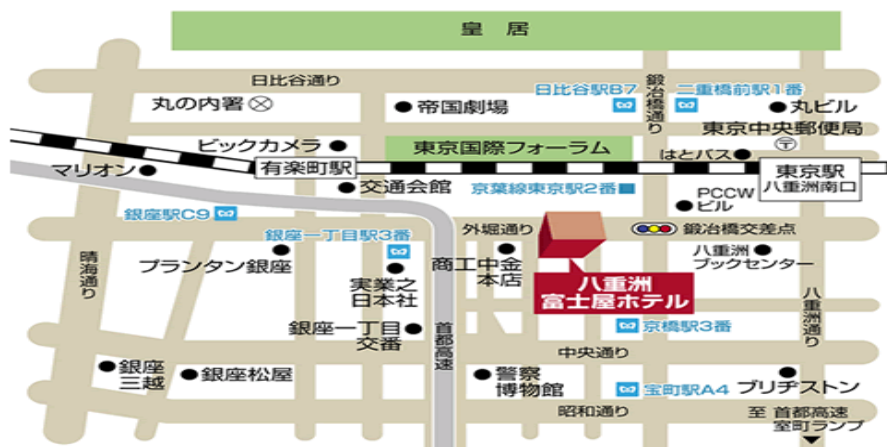 皇居
日比谷通り
日比谷駅B7
鍛冶橋通り
二重橋前駅1番
丸の内署
帝国劇場
丸ビル
東京中央郵便局
〒
ビックカメラ
東京国際フォーラム
はとバス
マリオン
有楽町駅
東京駅
八重洲南口
交通会館
京葉線東京駅2番
PCCW
ビル
銀座駅C9
外堀通り
鍛冶橋交差点
銀座一丁目駅3番
晴海通り
プランタン銀座
実業之
日本社
商工中金
本店
八重洲
ブックセンター
八重洲
富士屋ホテル
八重洲通り
銀座一丁目
交番
首都高速
京橋駅3番
中央通り
銀座
三越
銀座松屋
警察
博物館
宝町駅A4
ブリヂストン
昭和通り
至 首都高速
宝町ランプ